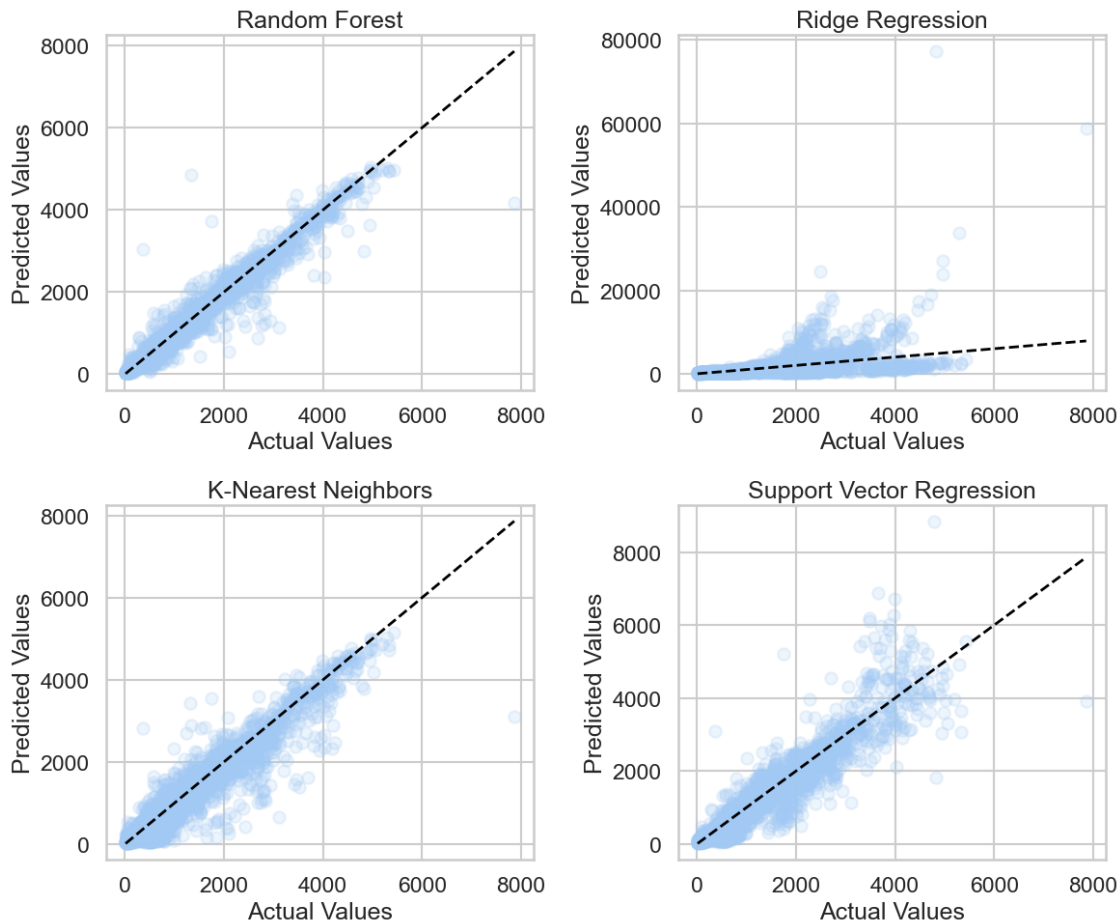 Random Forest
8000
6000
4000
2000
0
Predicted Values
0 2000 4000 6000 8000
Actual Values
Ridge Regression
80000
60000
40000
20000
0
Predicted Values
0 2000 4000 6000 8000
Actual Values
K-Nearest Neighbors
8000
6000
4000
2000
0
Predicted Values
0 2000 4000 6000 8000
Actual Values
Support Vector Regression
8000
6000
4000
2000
0
Predicted Values
0 2000 4000 6000 8000
Actual Values